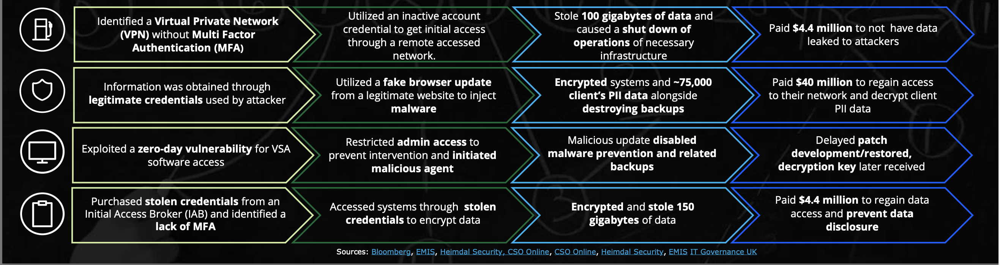 Identified a Virtual Private Network
(VPN) without Multi Factor
Authentication (MFA)
Utilized an inactive account
credential to get initial access
through a remote accessed
network.
Stole 100 gigabytes of data and
caused a shut down of
operations of necessary
infrastructure
Paid $4.4 million to not  have data
leaked to attackers
Information was obtained through
legitimate credentials used by attacker
Utilized a fake browser update
from a legitimate website to inject
malware
Encrypted systems and ~75,000
client’s PII data alongside
destroying backups
Paid $40 million to regain access
to their network and decrypt client
PII data
Exploited a zero-day vulnerability for VSA
software access
Restricted admin access to
prevent intervention and initiated
malicious agent
Malicious update disabled
malware prevention and related
backups
Delayed patch
development/restored,
decryption key later received
Purchased stolen credentials from an
Initial Access Broker (IAB) and identified a
lack of MFA
Accessed systems through  stolen
credentials to encrypt data
Encrypted and stole 150
gigabytes of data
Paid $4.4 million to regain data
access and prevent data
disclosure
Sources: Bloomberg, EMIS, Heimdal Security, CSO Online, CSO Online, Heimdal Security, EMIS IT Governance UK